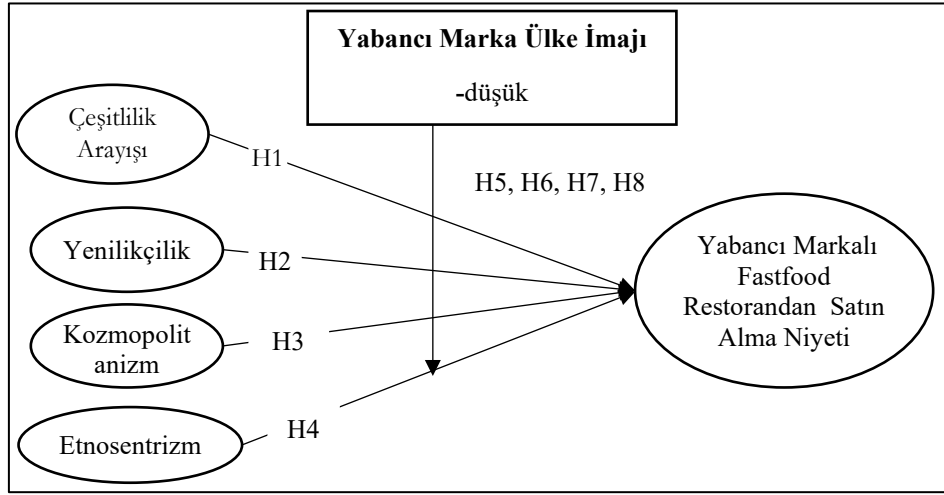 Yabancı Marka Ülke İmajı
-düşük
Çeşitlilik
Arayışı
H1
H5, H6, H7, H8
Yenilikçilik
H2
Kozmopolit
anizm
H3
Etnosentrizm
H4
Yabancı Markalı
Fastfood
Restorandan Satın
Alma Niyeti